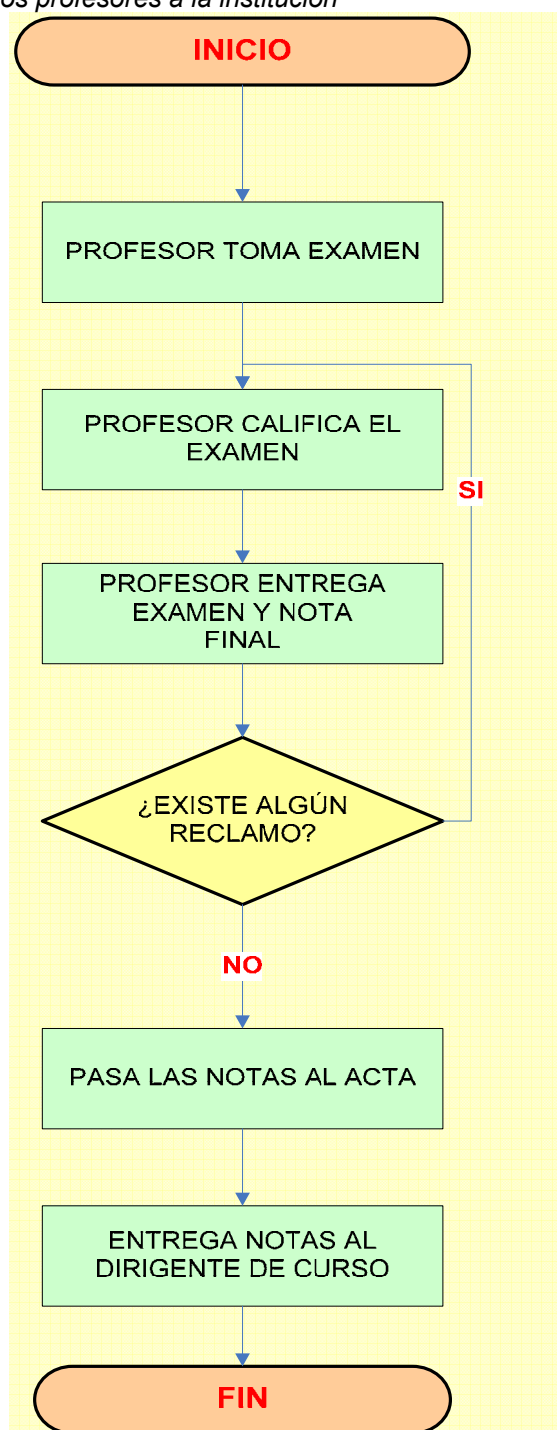 os profesores a la institución
INICIO
PROFESOR TOMA EXAMEN
PROFESOR CALIFICA EL
EXAMEN
SI
PROFESOR ENTREGA
EXAMEN Y NOTA
FINAL
¿EXISTE ALGÚN
RECLAMO?
NO
PASA LAS NOTAS AL ACTA
ENTREGA NOTAS AL
DIRIGENTE DE CURSO
FIN